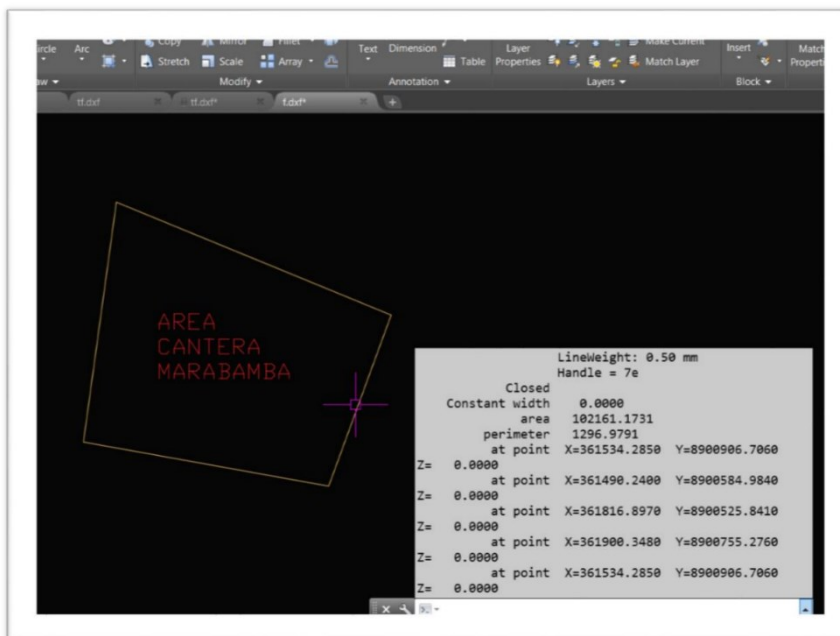 ircle Arc Copy Mirror Fillet Text Dimension Layer Make Current Insert Match
Stretch Scale Array Table Properties Match Layer Properti
aw Modify Annotation Layers Block
tf.dxf tf.dxf* f.dxf*
AREA
CANTERA
MARABAMBA
LineWeight: 0.50 mm
Handle = 7e
Closed
Constant width 0.0000
area 102161.1731
perimeter 1296.9791
at point X=361534.2850 Y=8900906.7060
Z= 0.0000
at point X=361490.2400 Y=8900584.9840
Z= 0.0000
at point X=361816.8970 Y=8900525.8410
Z= 0.0000
at point X=361900.3480 Y=8900755.2760
Z= 0.0000
at point X=361534.2850 Y=8900906.7060
Z= 0.0000